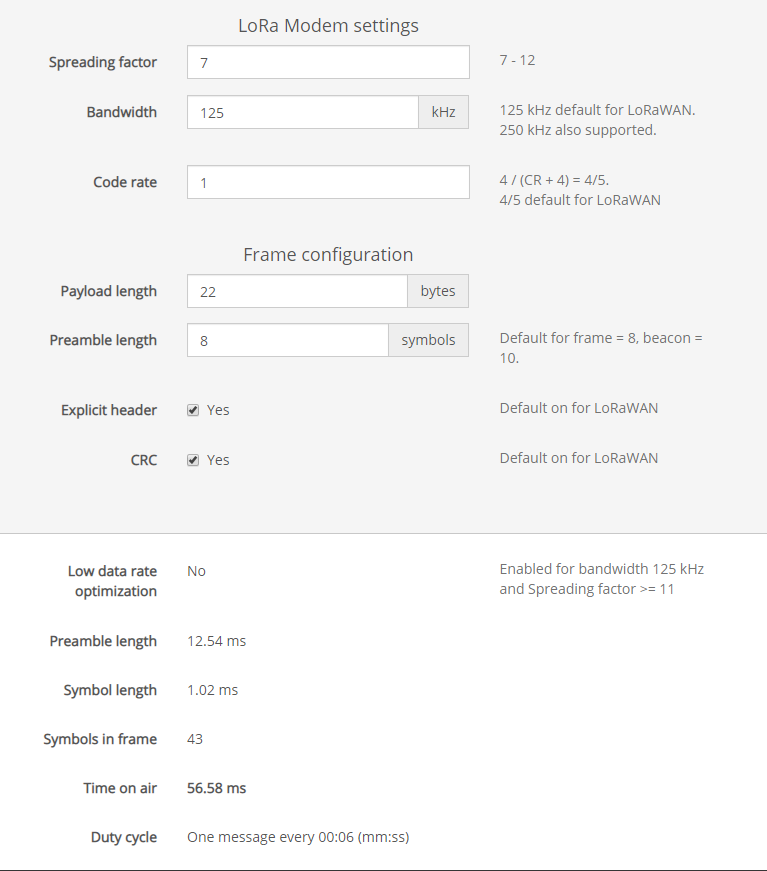 LoRa Modem settings
Spreading factor 7 7 - 12
Bandwidth 125 kHz 125 kHz default for LoRaWAN.
250 kHz also supported.
Code rate 1 4 / (CR + 4) = 4/5.
4/5 default for LoRaWAN
Frame configuration
Payload length 22 bytes
Preamble length 8 symbols Default for frame = 8, beacon =
10.
Explicit header Yes Default on for LoRaWAN
CRC Yes Default on for LoRaWAN
Low data rate No Enabled for bandwidth 125 kHz
optimization and Spreading factor >= 11
Preamble length 12.54 ms
Symbol length 1.02 ms
Symbols in frame 43
Time on air 56.58 ms
Duty cycle One message every 00:06 (mm:ss)